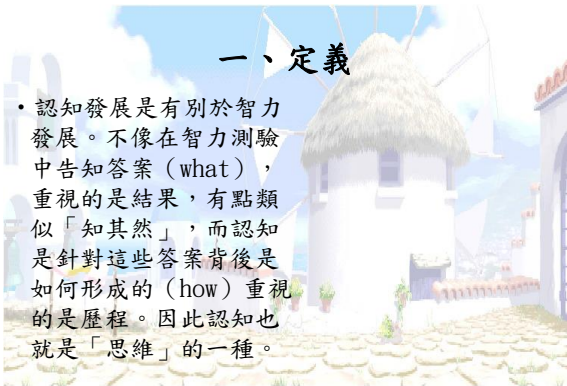 一、定義
•認知發展是有別於智力
發展。不像在智力測驗
中告知答案（what），
重視的是結果，有點類
似「知其然」，而認知
是針對這些答案背後是
如何形成的（how）重視
的是歷程。因此認知也
就是「思維」的一種。